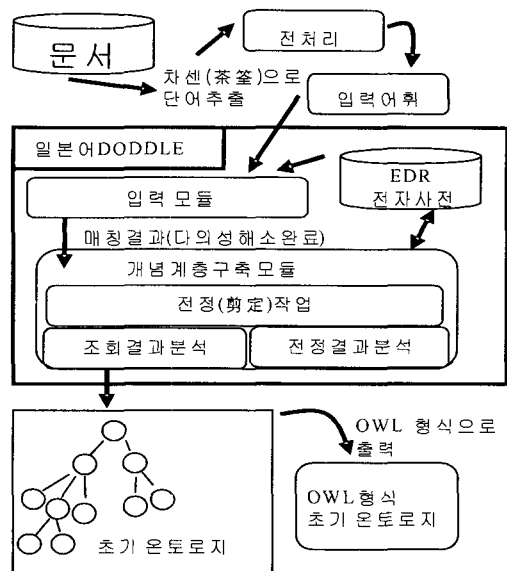 문서
전처리
차센(茶筌)으로
단어추출
입력어휘
일본어DODDLE
EDR
전자사전
입력 모듈
매칭결과(다의성해소완료)
개념계층구축모듈
전정(剪定)작업
조회결과분석
전정결과분석
OWL 형식으로
출력
OWL형식
초기 온토로지
초기 온토로지